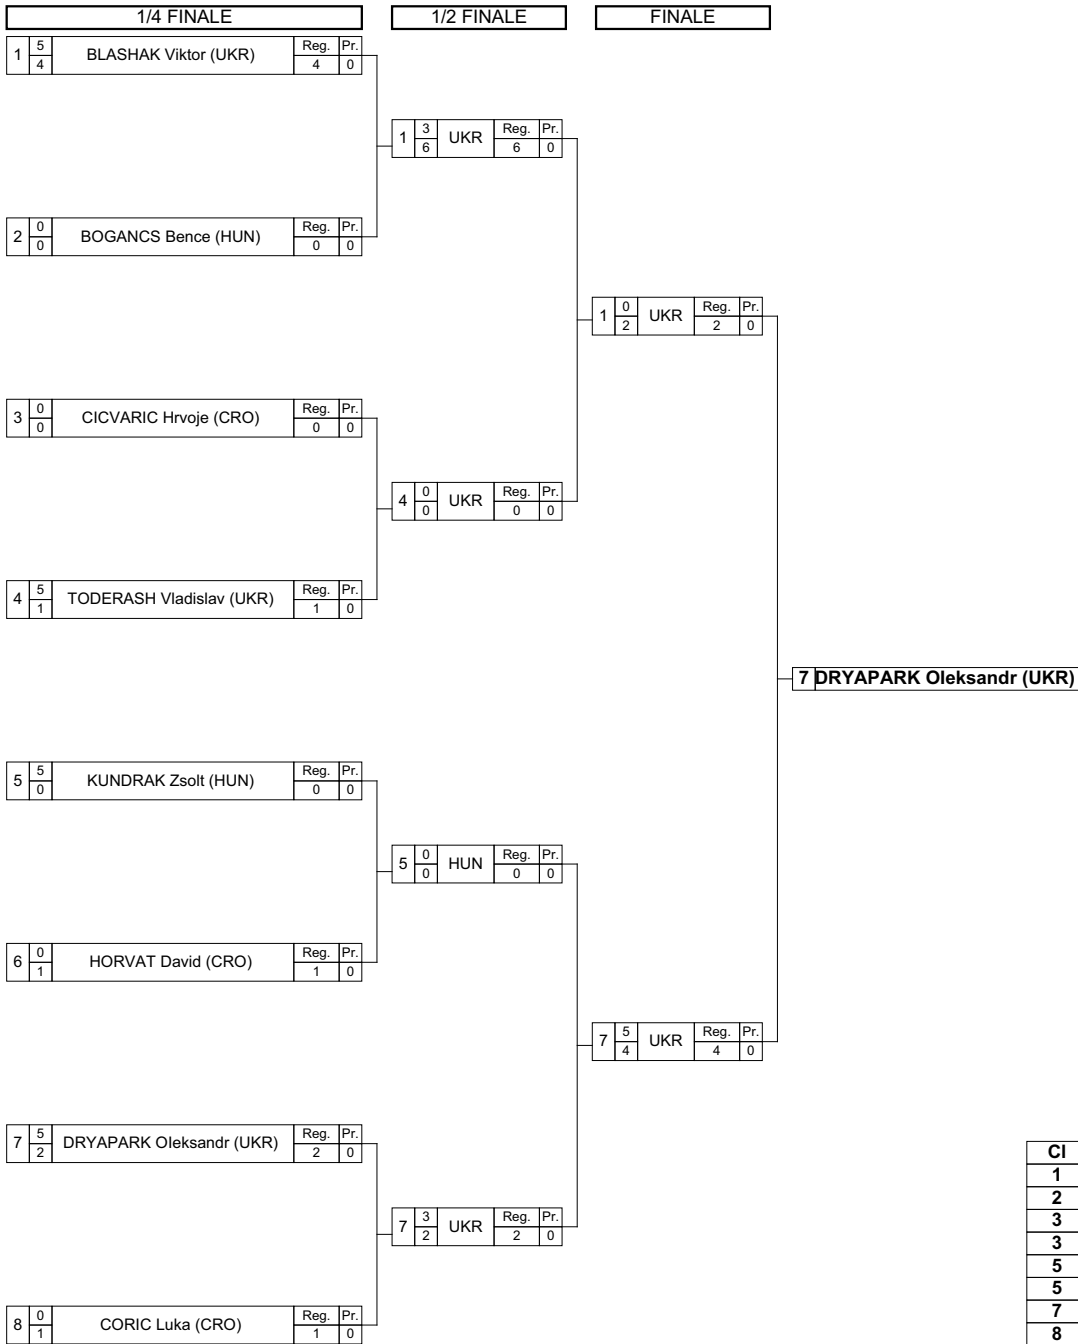 1/4 FINALE 1/2 FINALE FINALE
1 5 BLASHAK Viktor (UKR) Reg. Pr.
4 4 0
1 3 UKR Reg. Pr.
6 6 0
2 0 BOGANCS Bence (HUN) Reg. Pr.
0 0 0
1 0 UKR Reg. Pr.
2 2 0
3 0 CICVARIC Hrvoje (CRO) Reg. Pr.
0 0 0
4 0 UKR Reg. Pr.
0 0 0
4 5 TODERASH Vladislav (UKR) Reg. Pr.
1 1 0
7 DRYAPARK Oleksandr (UKR)
5 5 KUNDRAK Zsolt (HUN) Reg. Pr.
0 0 0
5 0 HUN Reg. Pr.
0 0 0
6 0 HORVAT David (CRO) Reg. Pr.
1 1 0
7 5 UKR Reg. Pr.
4 4 0
7 5 DRYAPARK Oleksandr (UKR) Reg. Pr.
2 2 0
7 3 UKR Reg. Pr.
2 2 0
8 0 CORIC Luka (CRO) Reg. Pr.
1 1 0
Cl
1
2
3
3
5
5
7
8